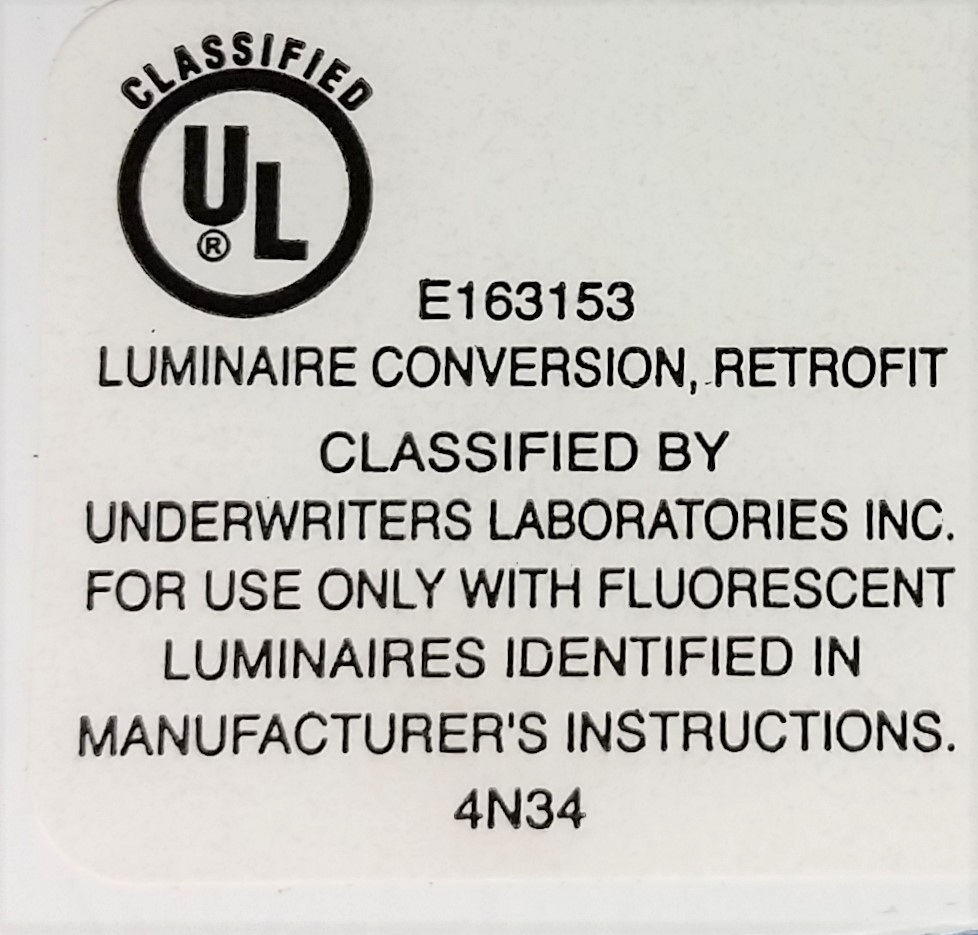 CLASSIFIED
UL
®
E163153
LUMINAIRE CONVERSION, RETROFIT
CLASSIFIED BY
UNDERWRITERS LABORATORIES INC.
FOR USE ONLY WITH FLUORESCENT
LUMINAIRES IDENTIFIED IN
MANUFACTURER'S INSTRUCTIONS.
4N34